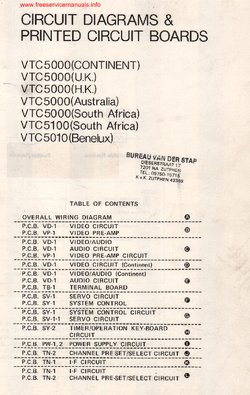 www.freeservicemanuals.info
CIRCUIT DIAGRAMS &
PRINTED CIRCUIT BOARDS
VTC5000(CONTINENT)
VTC5000(U.K.)
VTC5000(H.K.)
VTC5000(Australia)
VTC5000(South Africa)
VTC5100(South Africa)
VTC5010(Benelux)
BUREAU VAN DER STAP
TABLE OF CONTENTS
OVERALL WIRING DIAGRAM A
P.C.B. VD-1 VIDEO CIRCUIT
P.C.B. VP-1 VIDEO PRE-AMP
P.C.B. VD-1 VIDEO/AUDIO
P.C.B. AD-1 AUDIO CIRCUIT
P.C.B. VP-1 VIDEO PRE-AMP CIRCUIT
P.C.B. VD-1 VIDEO CIRCUIT (Continent)
P.C.B. VD-1 VIDEO/AUDIO (Continent)
P.C.B. AD-1 AUDIO CIRCUIT
P.C.B. TB-1 TERMINAL BOARD
P.C.B. SV-1 SERVO CIRCUIT
P.C.B. SY-1 SYSTEM CONTROL
P.C.B. SY-1 SYSTEM CONTROL CIRCUIT
P.C.B. SV-1-1 SERVO CIRCUIT
P.C.B. SY-2 TIMER/OPERATION KEY-BOARD
CIRCUIT
P.C.B. PW-1,2 POWER SUPPLY CIRCUIT
P.C.B. TN-2 CHANNEL PRESET/SELECT CIRCUIT
P.C.B. TN-1 I-F CIRCUIT
P.C.B. TN-1 I-F CIRCUIT
P.C.B. TN-2 CHANNEL PRESET/SELECT CIRCUIT